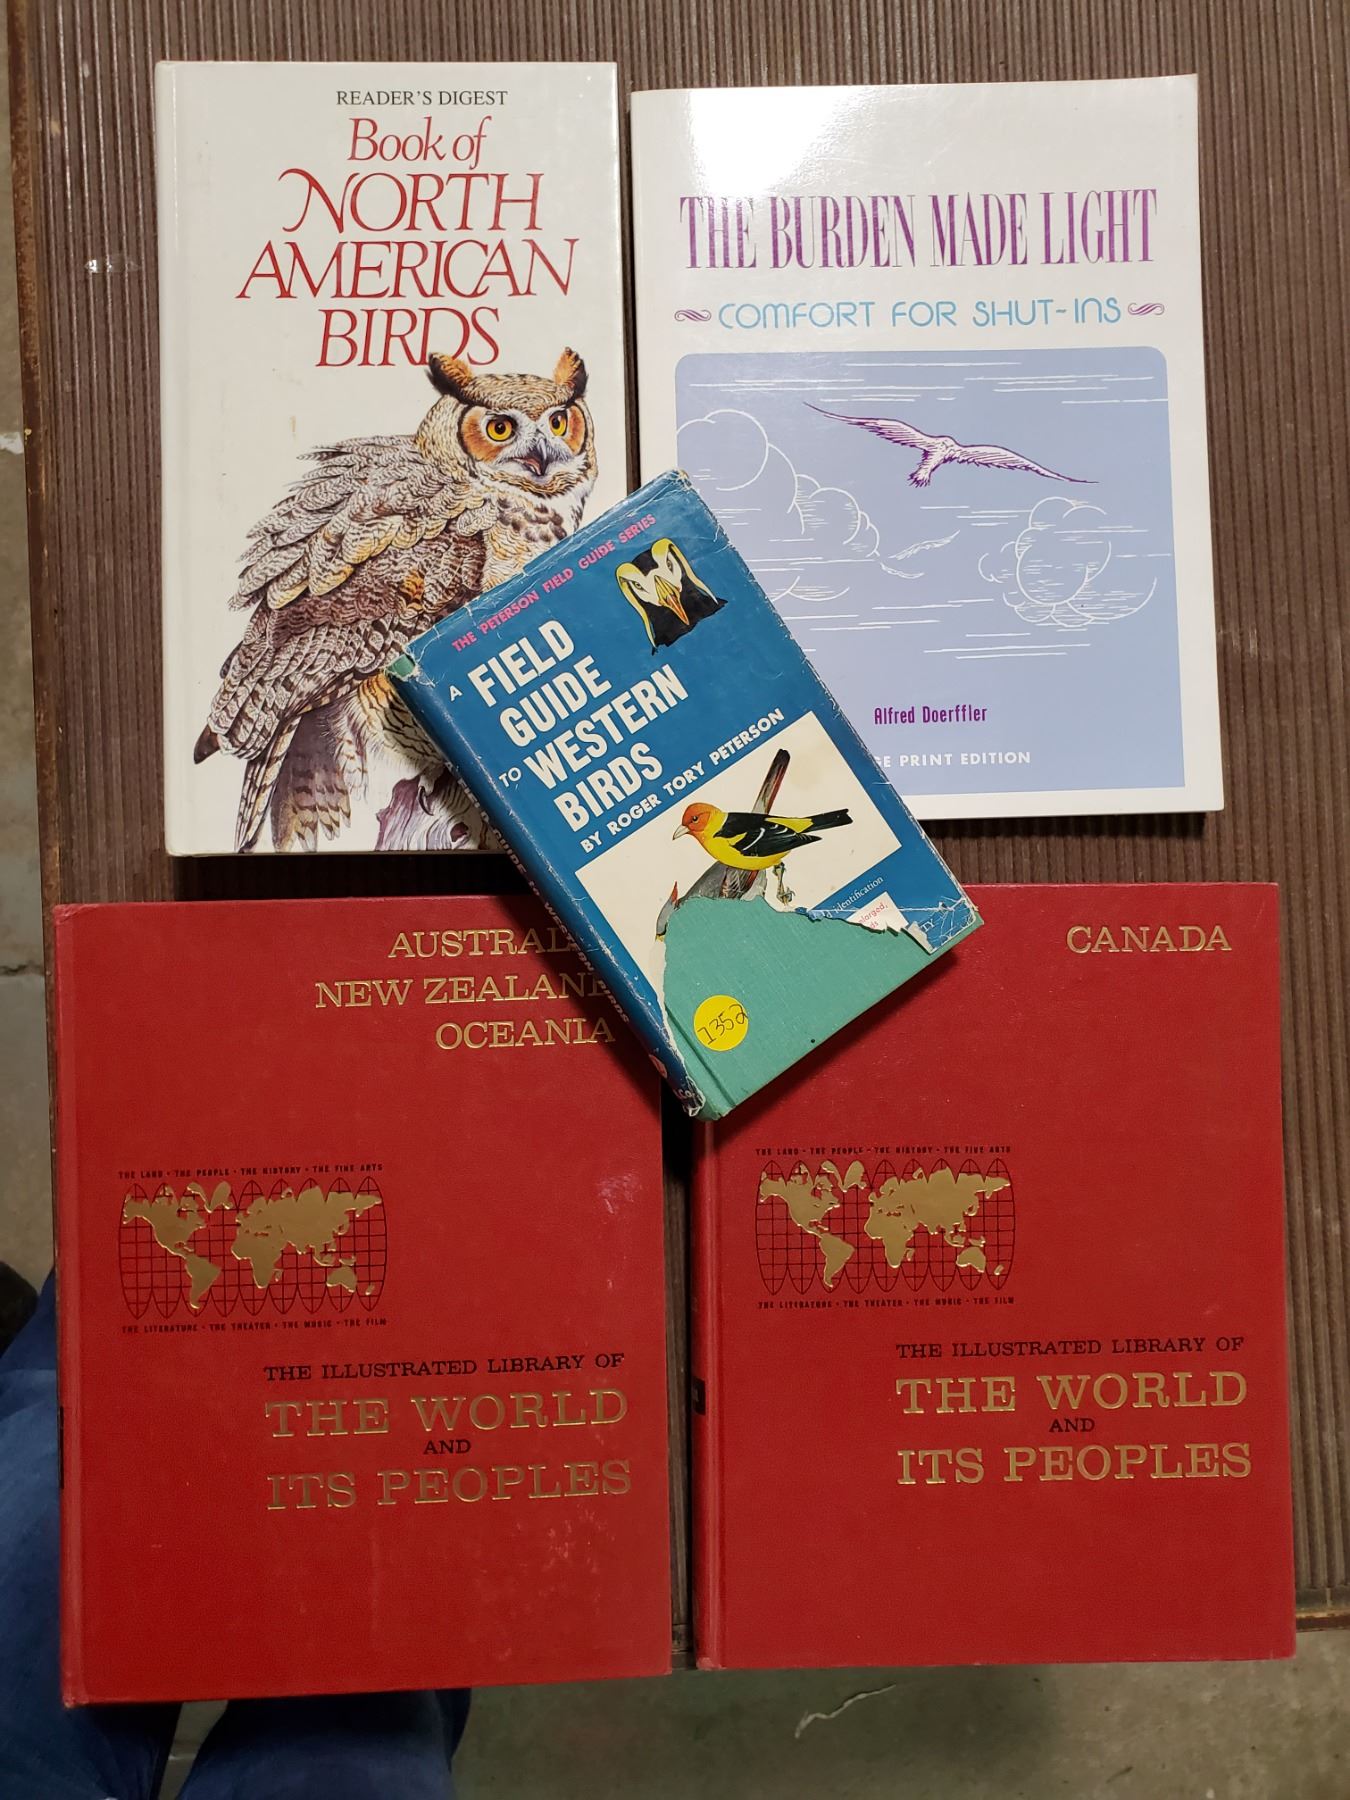 READER'S DIGEST
Book of
NORTH
AMERICAN
BIRDS
THE BURDEN MADE LIGHT
COMFORT FOR SHUT-INS
Alfred Doerffler
PRINT EDITION
THE PETERSON FIELD GUIDE SERIES
A FIELD
GUIDE
TO WESTERN
BIRDS
BY ROGER TORY PETERSON
identification
7352
AUSTRALI
NEW ZEALAND
OCEANIA
THE LAND • THE PEOPLE • THE HISTORY • THE FINE ARTS
THE LITERATURE • THE THEATER • THE MUSIC • THE FILM
THE ILLUSTRATED LIBRARY OF
THE WORLD
AND
ITS PEOPLES
CANADA
THE LAND • THE PEOPLE • THE HISTORY • THE FINE ARTS
THE LITERATURE • THE THEATER • THE MUSIC • THE FILM
THE ILLUSTRATED LIBRARY OF
THE WORLD
AND
ITS PEOPLES